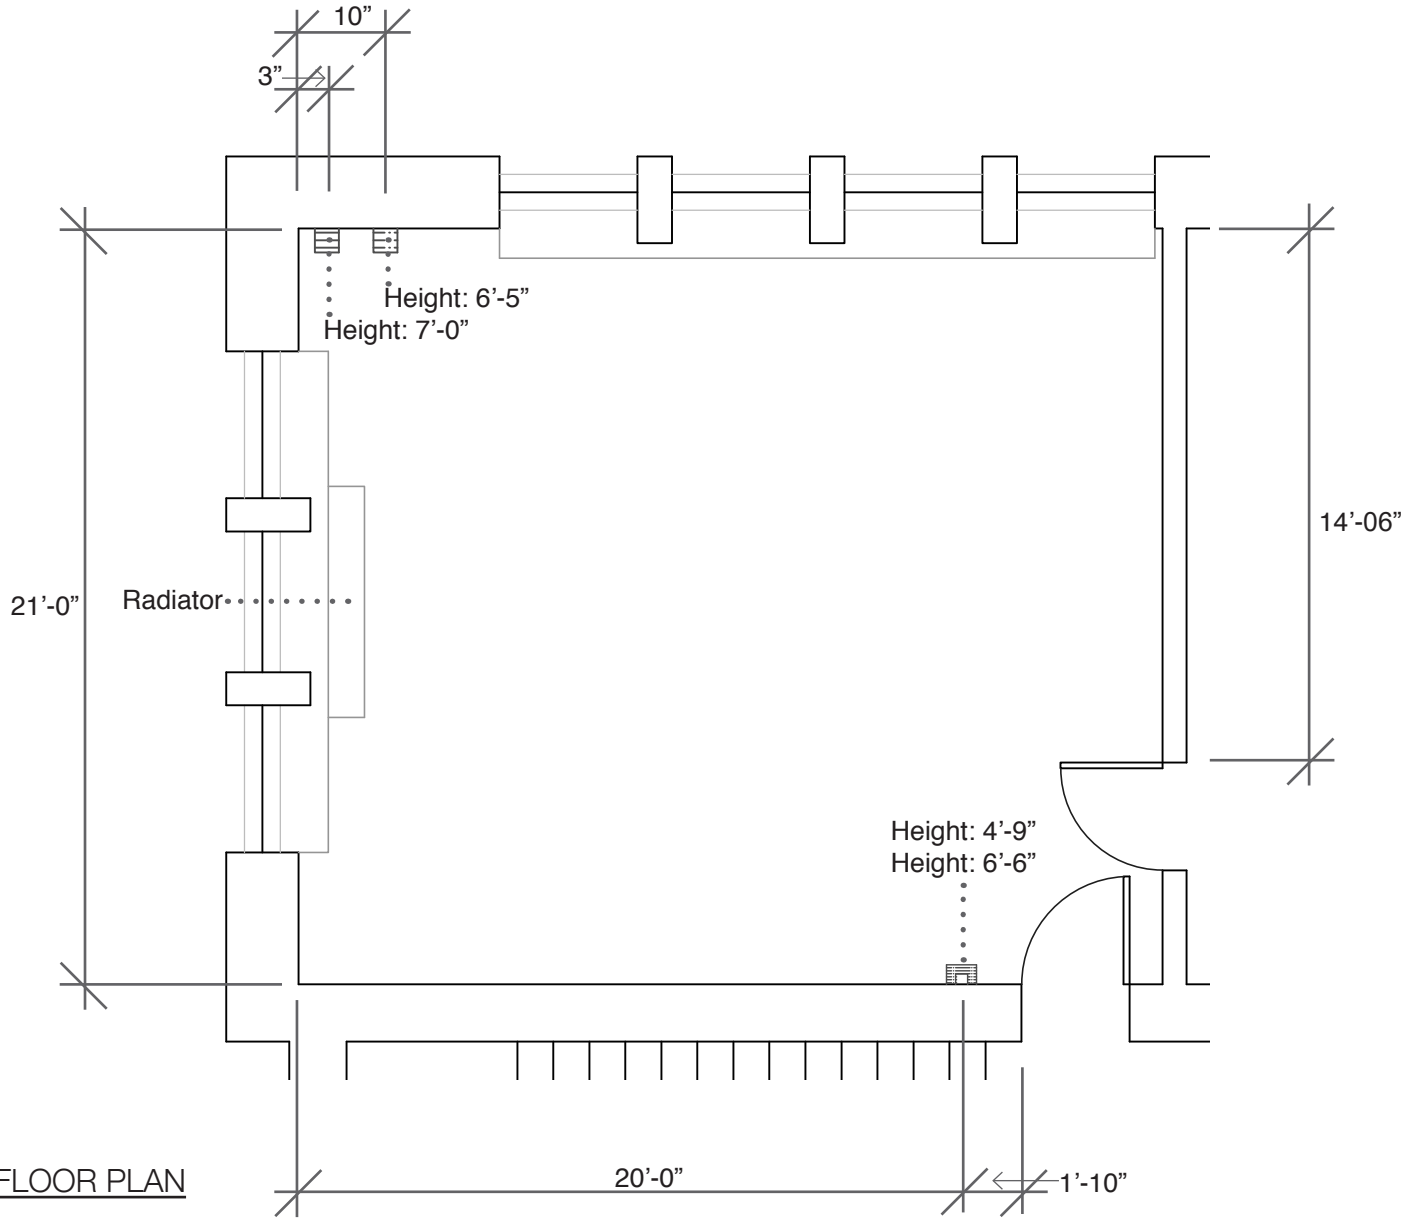 10”
3”
Height: 6’-5”
Height: 7’-0”
14’-06”
21’-0”
Radiator
Height: 4’-9”
Height: 6’-6”
FLOOR PLAN
20’-0”
1’-10”